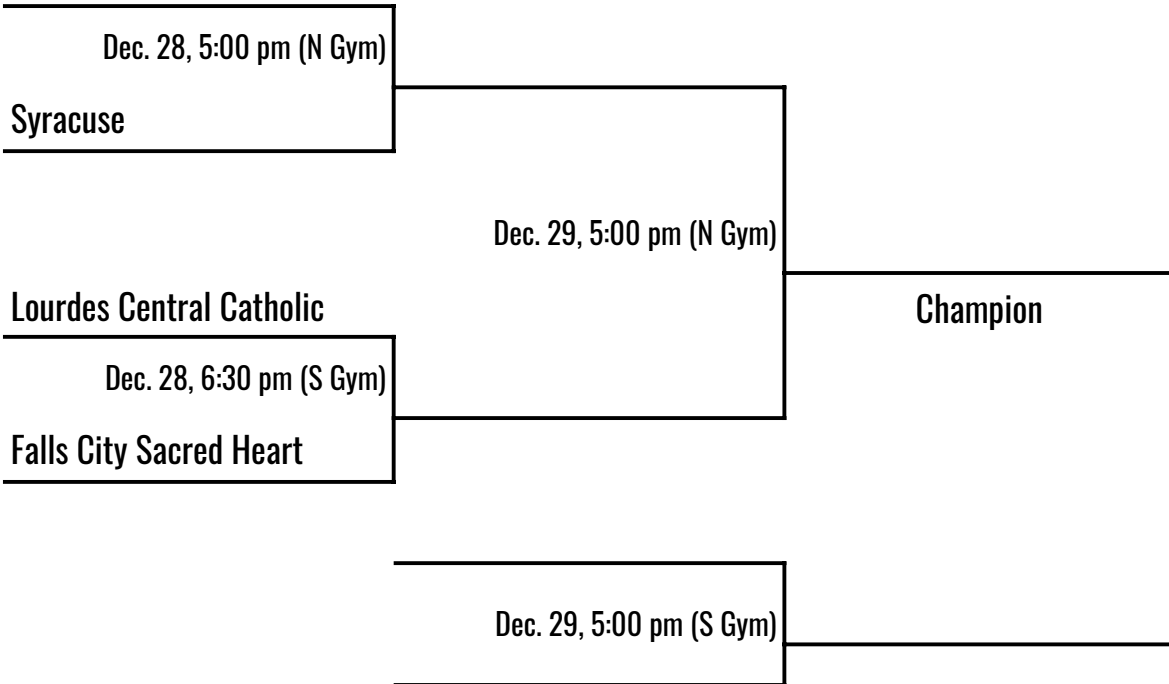 Dec. 28, 5:00 pm (N Gym)
Syracuse
Dec. 29, 5:00 pm (N Gym)
Lourdes Central Catholic
Champion
Dec. 28, 6:30 pm (S Gym)
Falls City Sacred Heart
Dec. 29, 5:00 pm (S Gym)